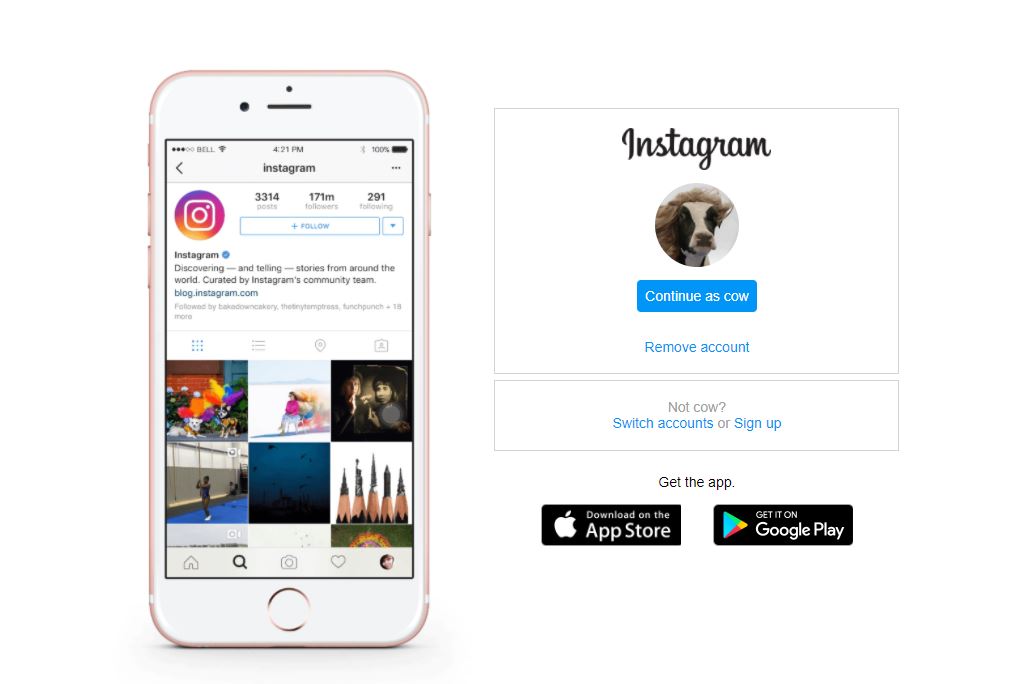 BELL 4:21 PM 100%
instagram
3314 171m 291
posts followers following
+ FOLLOW
Instagram
Discovering — and telling — stories from around the
world. Curated by Instagram's community team.
blog.instagram.com
Followed by bakedowncakery, thetinytemptress, funchpunch + 18
more
Instagram
Continue as cow
Remove account
Not cow?
Switch accounts or Sign up
Get the app.
Download on the
App Store
GET IT ON
Google Play